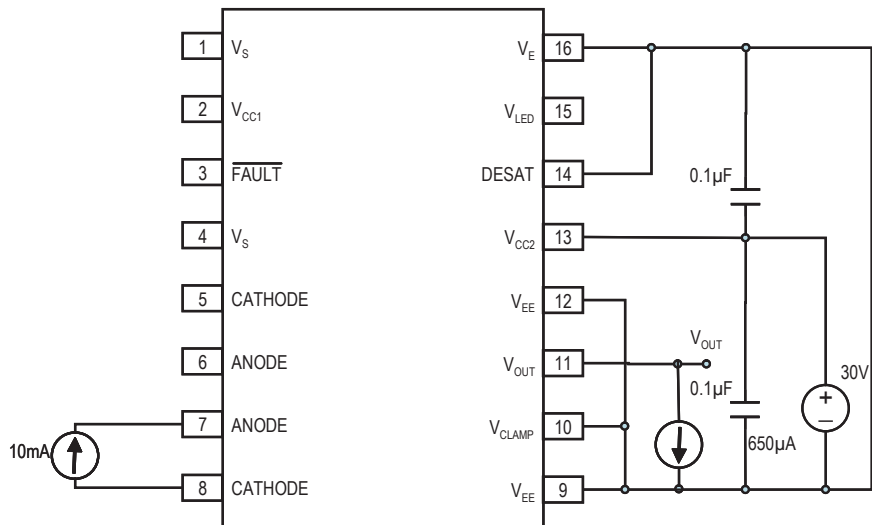 1 V_S
2 V_CC1
3 FAULT
4 V_S
5 CATHODE
6 ANODE
7 ANODE
8 CATHODE
10mA
V_E 16
V_LED 15
DESAT 14
V_CC2 13
V_EE 12
V_OUT 11
V_CLAMP 10
V_EE 9
0.1µF
V_OUT
0.1µF
30V
+
–
650µA